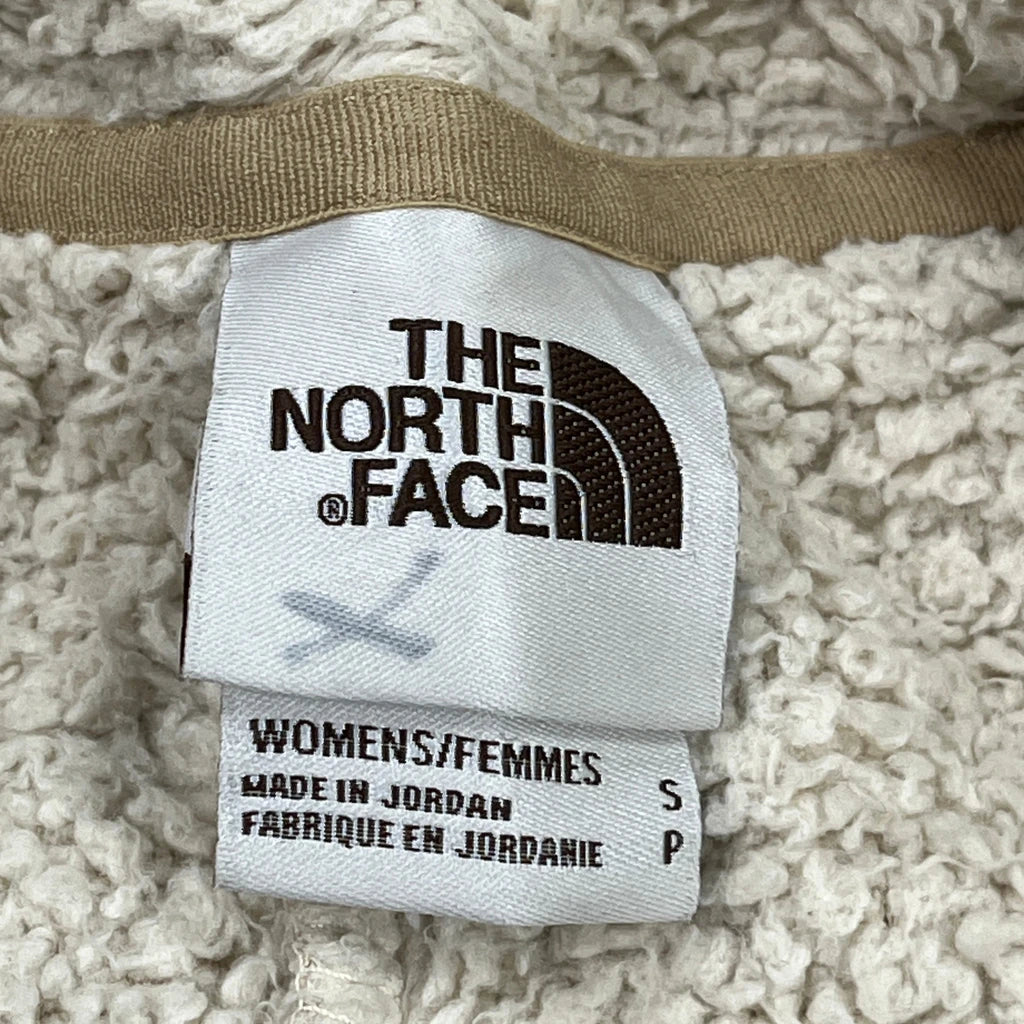 THE
NORTH
®FACE
WOMENS/FEMMES S
MADE IN JORDAN
FABRIQUE EN JORDANIE P